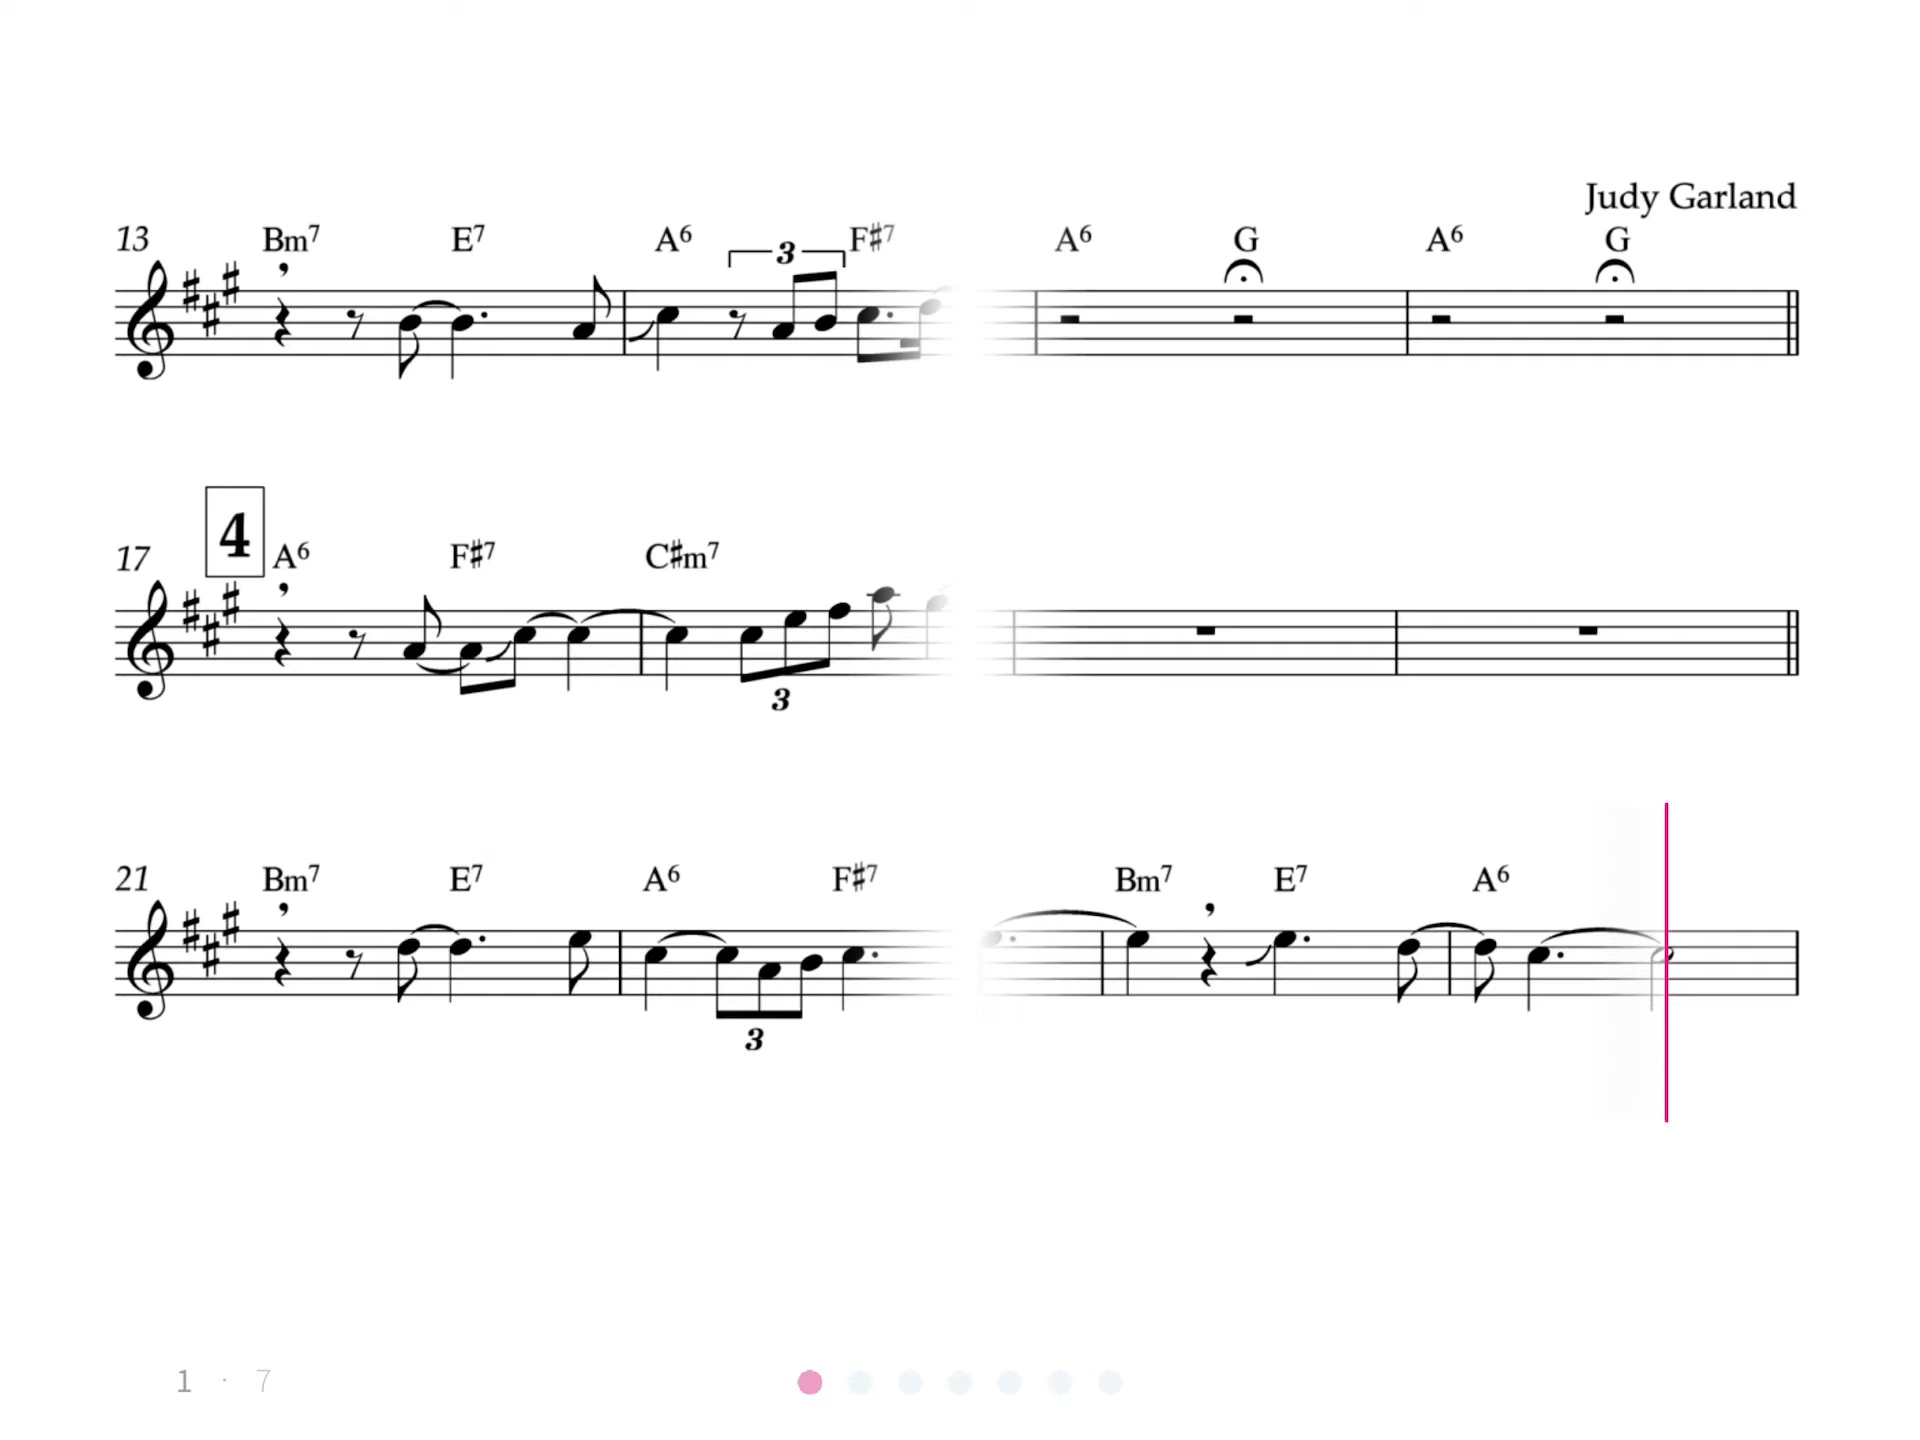 Judy Garland
13 Bm7 E7 A6 F#7 A6 G A6 G
3
4
17 A6 F#7 C#m7
3
21 Bm7 E7 A6 F#7 Bm7 E7 A6
3
1 · 7